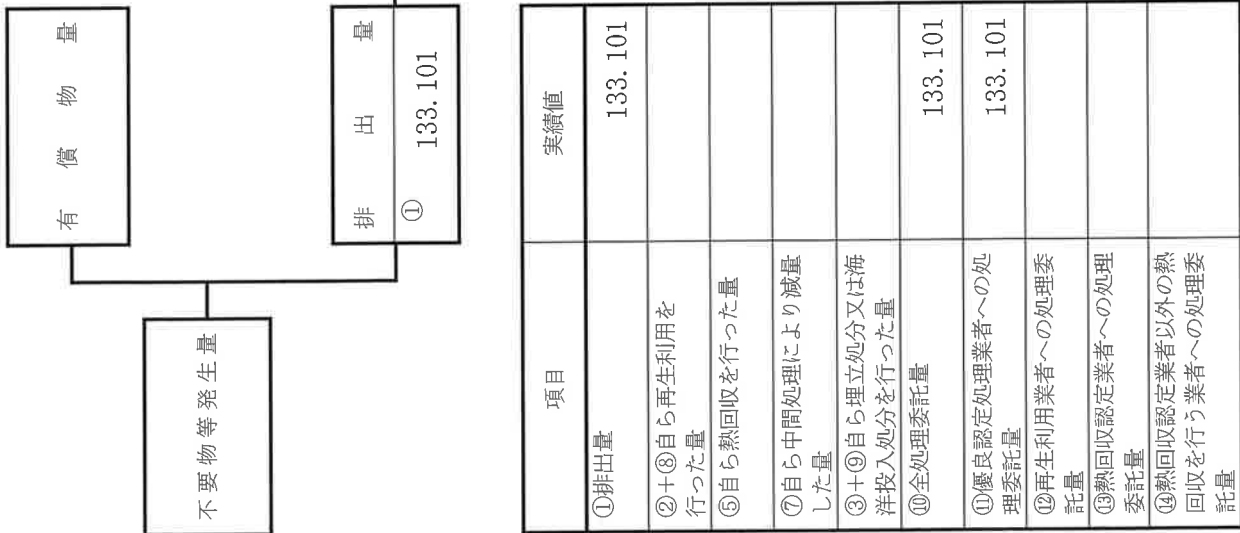 有償物量
不要物等発生量
排出量
①
133.101
項目
実績値
①排出量
133.101
②+⑧自ら再生利用を
行った量
⑤自ら熱回収を行った量
⑦自ら中間処理により減量
した量
③+⑨自ら埋立処分又は海
洋投入処分を行った量
⑩全処理委託量
133.101
⑪優良認定処理業者への処
理委託量
133.101
⑫再生利用業者への処理委
託量
⑬熱回収認定業者への処理
委託量
⑭熱回収認定業者以外の熱
回収を行う業者への処理委
託量